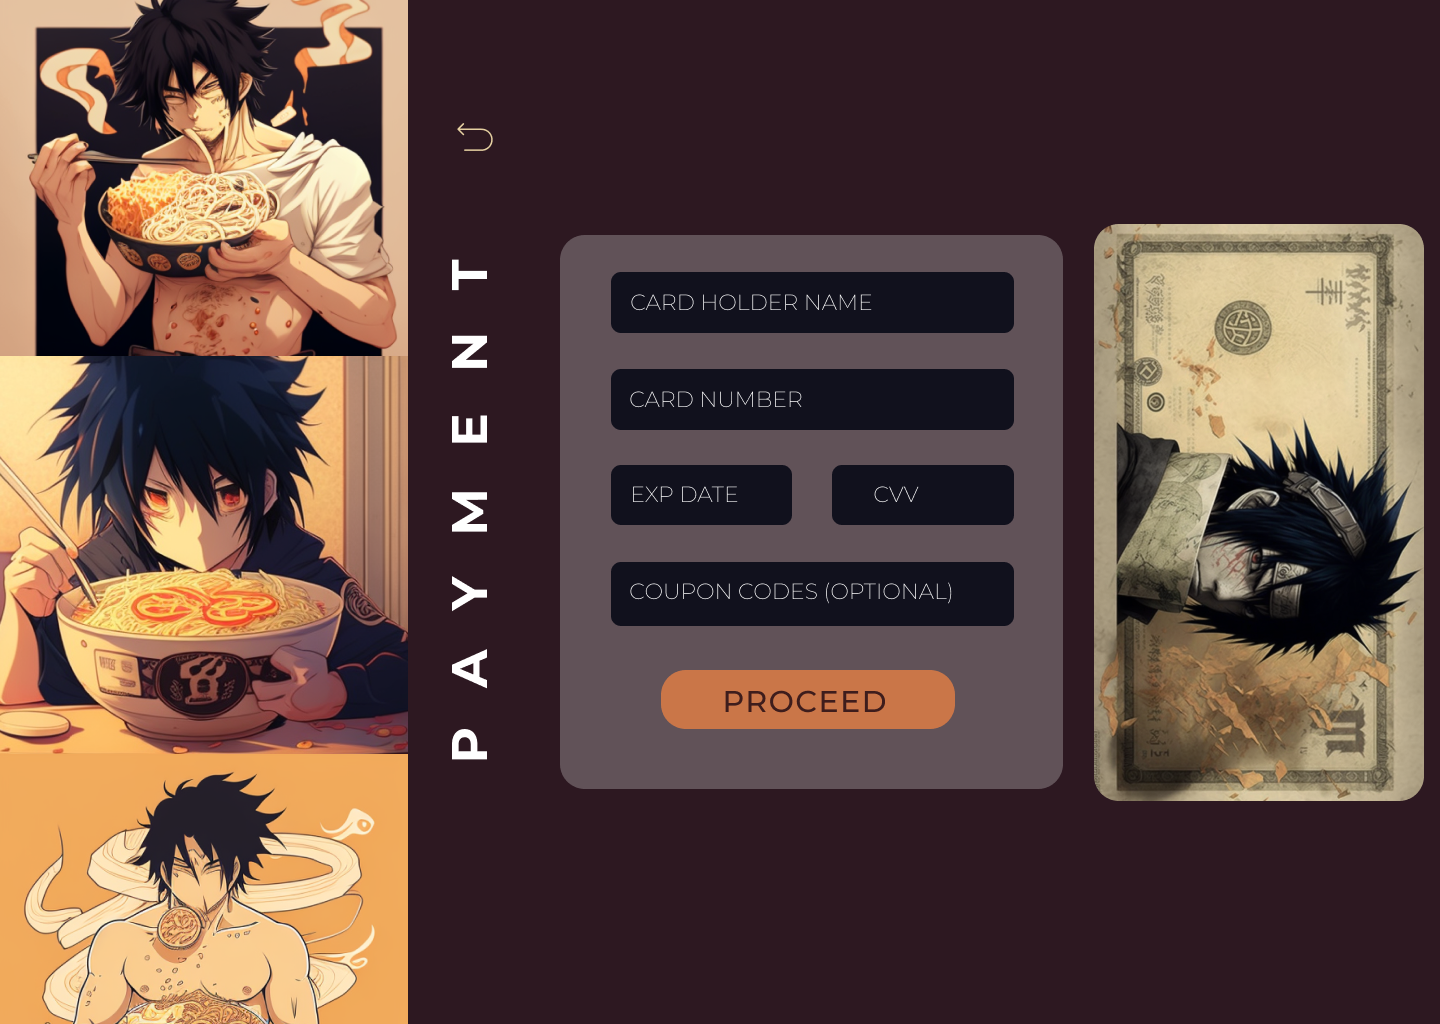 PAYMENT
CARD HOLDER NAME
CARD NUMBER
EXP DATE
CVV
COUPON CODES (OPTIONAL)
PROCEED